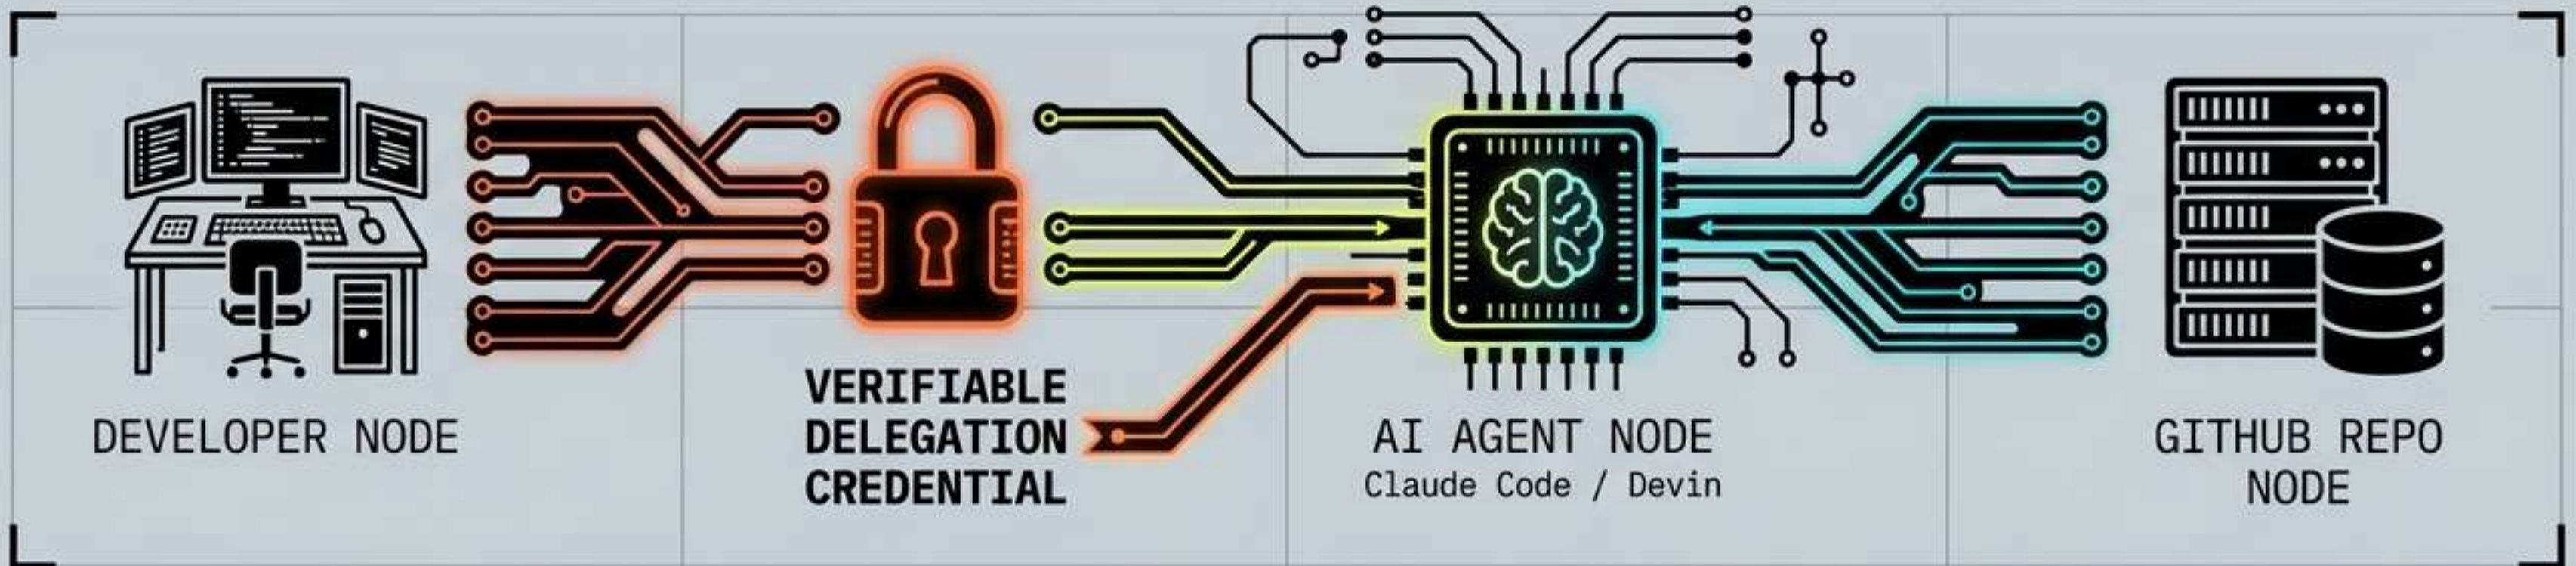 DEVELOPER NODE
VERIFIABLE
DELEGATION
CREDENTIAL
AI AGENT NODE
Claude Code / Devin
GITHUB REPO
NODE